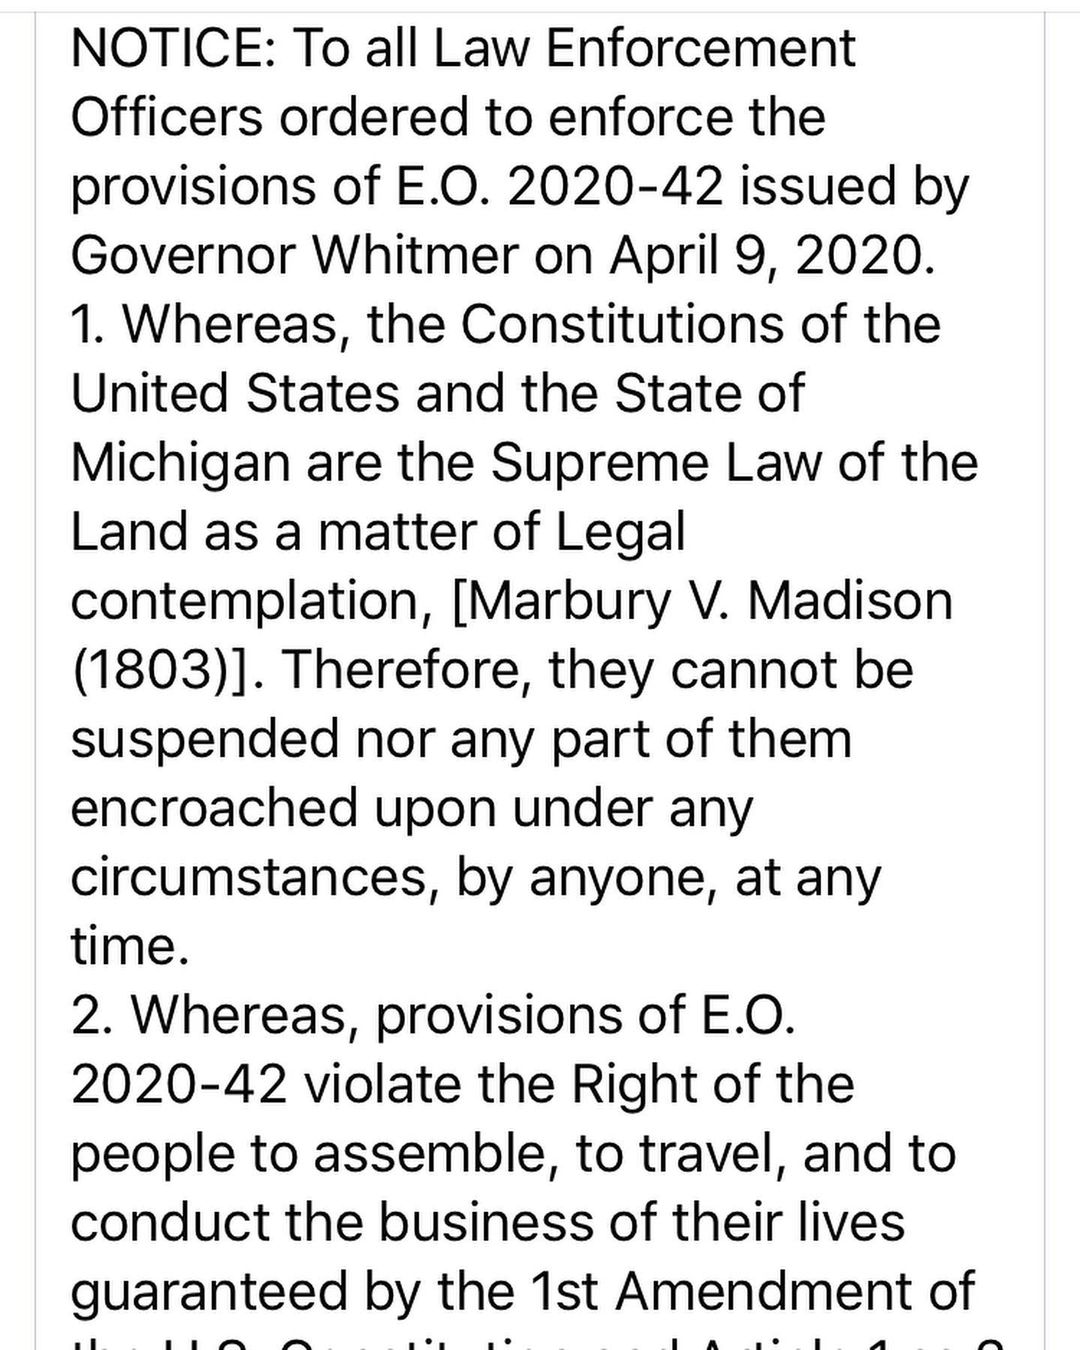 NOTICE: To all Law Enforcement
Officers ordered to enforce the
provisions of E.O. 2020-42 issued by
Governor Whitmer on April 9, 2020.
1. Whereas, the Constitutions of the
United States and the State of
Michigan are the Supreme Law of the
Land as a matter of Legal
contemplation, [Marbury V. Madison
(1803)]. Therefore, they cannot be
suspended nor any part of them
encroached upon under any
circumstances, by anyone, at any
time.
2. Whereas, provisions of E.O.
2020-42 violate the Right of the
people to assemble, to travel, and to
conduct the business of their lives
guaranteed by the 1st Amendment of